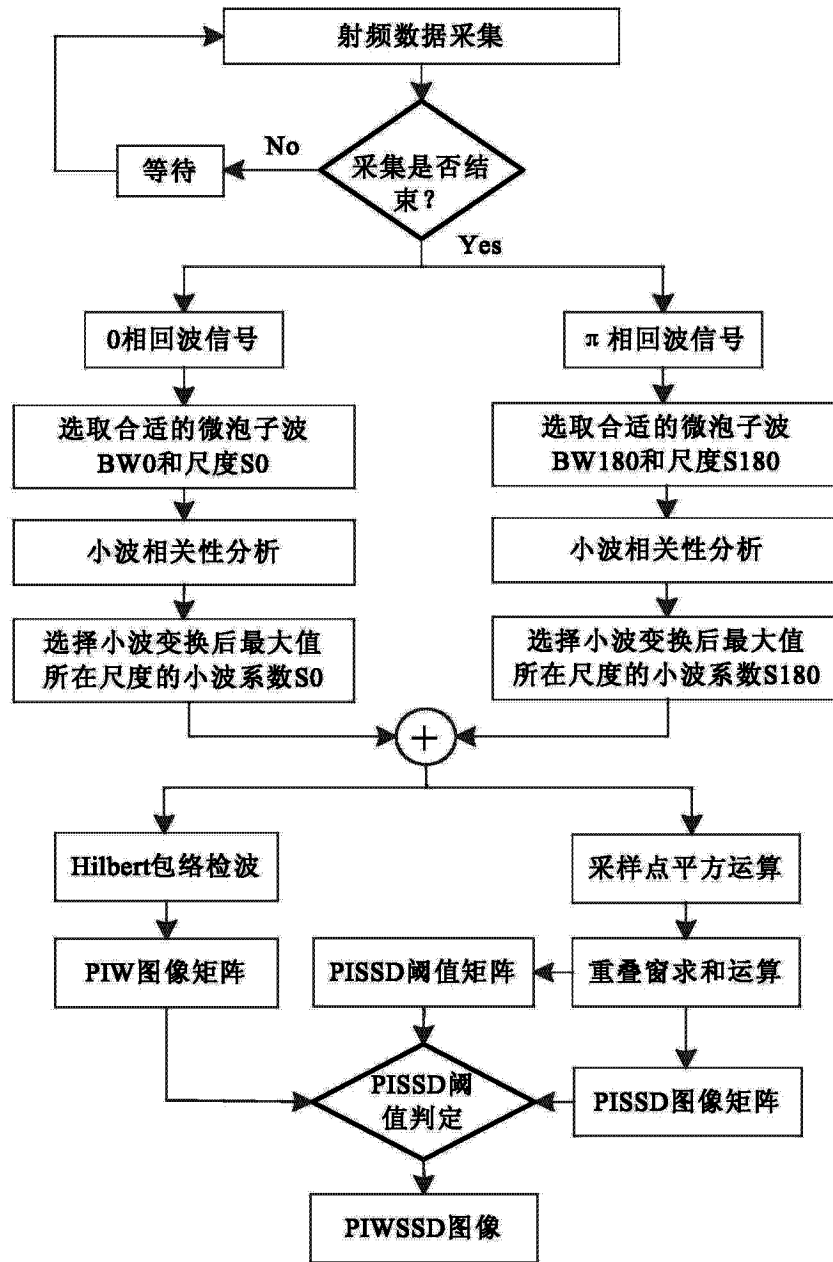 射频数据采集
No
等待
采集是否结
束?
Yes
0相回波信号
π相回波信号
选取合适的微泡子波
BW0和尺度S0
选取合适的微泡子波
BW180和尺度S180
小波相关性分析
小波相关性分析
选择小波变换后最大值
所在尺度的小波系数S0
选择小波变换后最大值
所在尺度的小波系数S180
+
Hilbert包络检波
采样点平方运算
PIW图像矩阵
PISSD阈值矩阵
重叠窗求和运算
PISSD阈
值判定
PISSD图像矩阵
PIWSSD图像